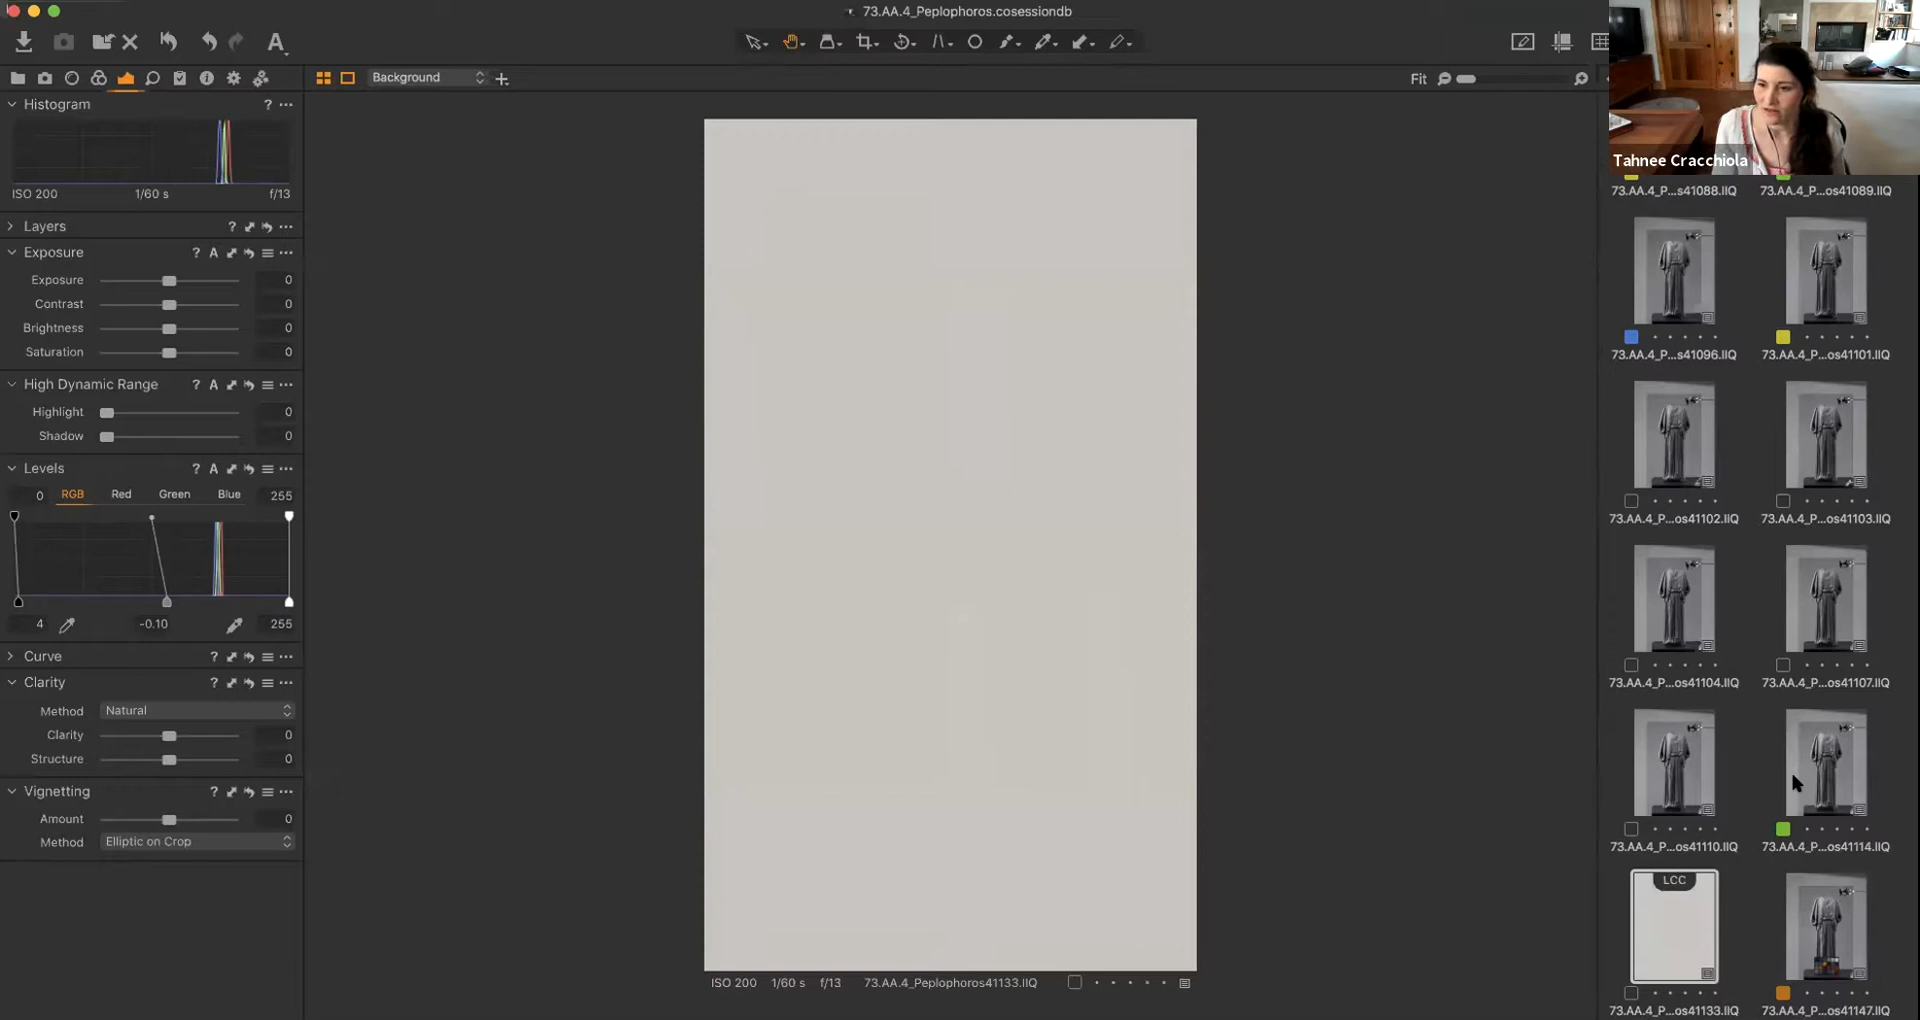 73.AA.4_Peplophoros.cosessiondb
A
Background
Fit
Tahnee Cracchiola
Histogram ?
ISO 200 1/60 s f/13
Layers ?
Exposure ? A
Exposure 0
Contrast 0
Brightness 0
Saturation 0
High Dynamic Range ? A
Highlight 0
Shadow 0
Levels ? A
0 RGB Red Green Blue 255
4 -0.10 255
Curve ?
Clarity ?
Method Natural
Clarity 0
Structure 0
Vignetting ?
Amount 0
Method Elliptic on Crop
ISO 200 1/60 s f/13 73.AA.4_Peplophoros41133.IIQ
73.AA.4_P...s41088.IIQ 73.AA.4_P...os41089.IIQ
73.AA.4_P...s41096.IIQ 73.AA.4_P...os41101.IIQ
73.AA.4_P...os41102.IIQ 73.AA.4_P...os41103.IIQ
73.AA.4_P...os41104.IIQ 73.AA.4_P...os41107.IIQ
73.AA.4_P...os41110.IIQ 73.AA.4_P...os41114.IIQ
LCC
73.AA.4_P...os41133.IIQ 73.AA.4_P...os41147.IIQ